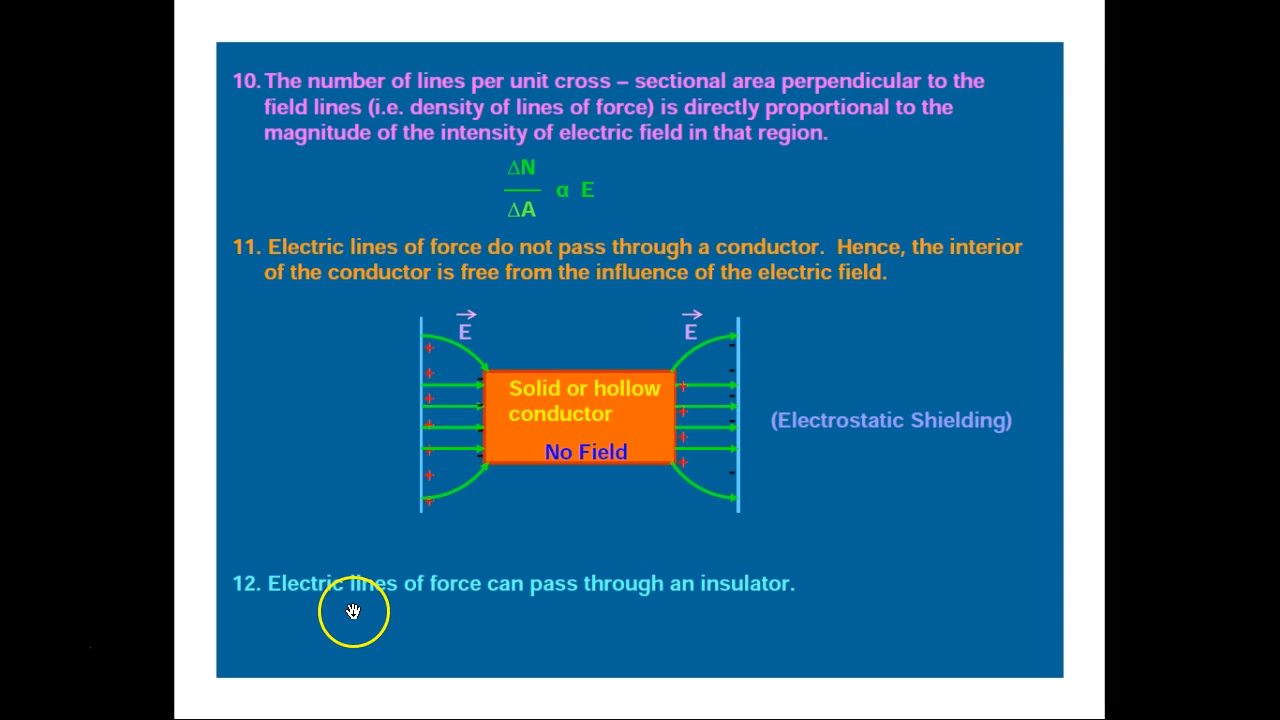 10. The number of lines per unit cross – sectional area perpendicular to the
field lines (i.e. density of lines of force) is directly proportional to the
magnitude of the intensity of electric field in that region.
∆N
α E
∆A
11. Electric lines of force do not pass through a conductor. Hence, the interior
of the conductor is free from the influence of the electric field.
E
E
Solid or hollow
conductor
No Field
(Electrostatic Shielding)
12. Electric lines of force can pass through an insulator.